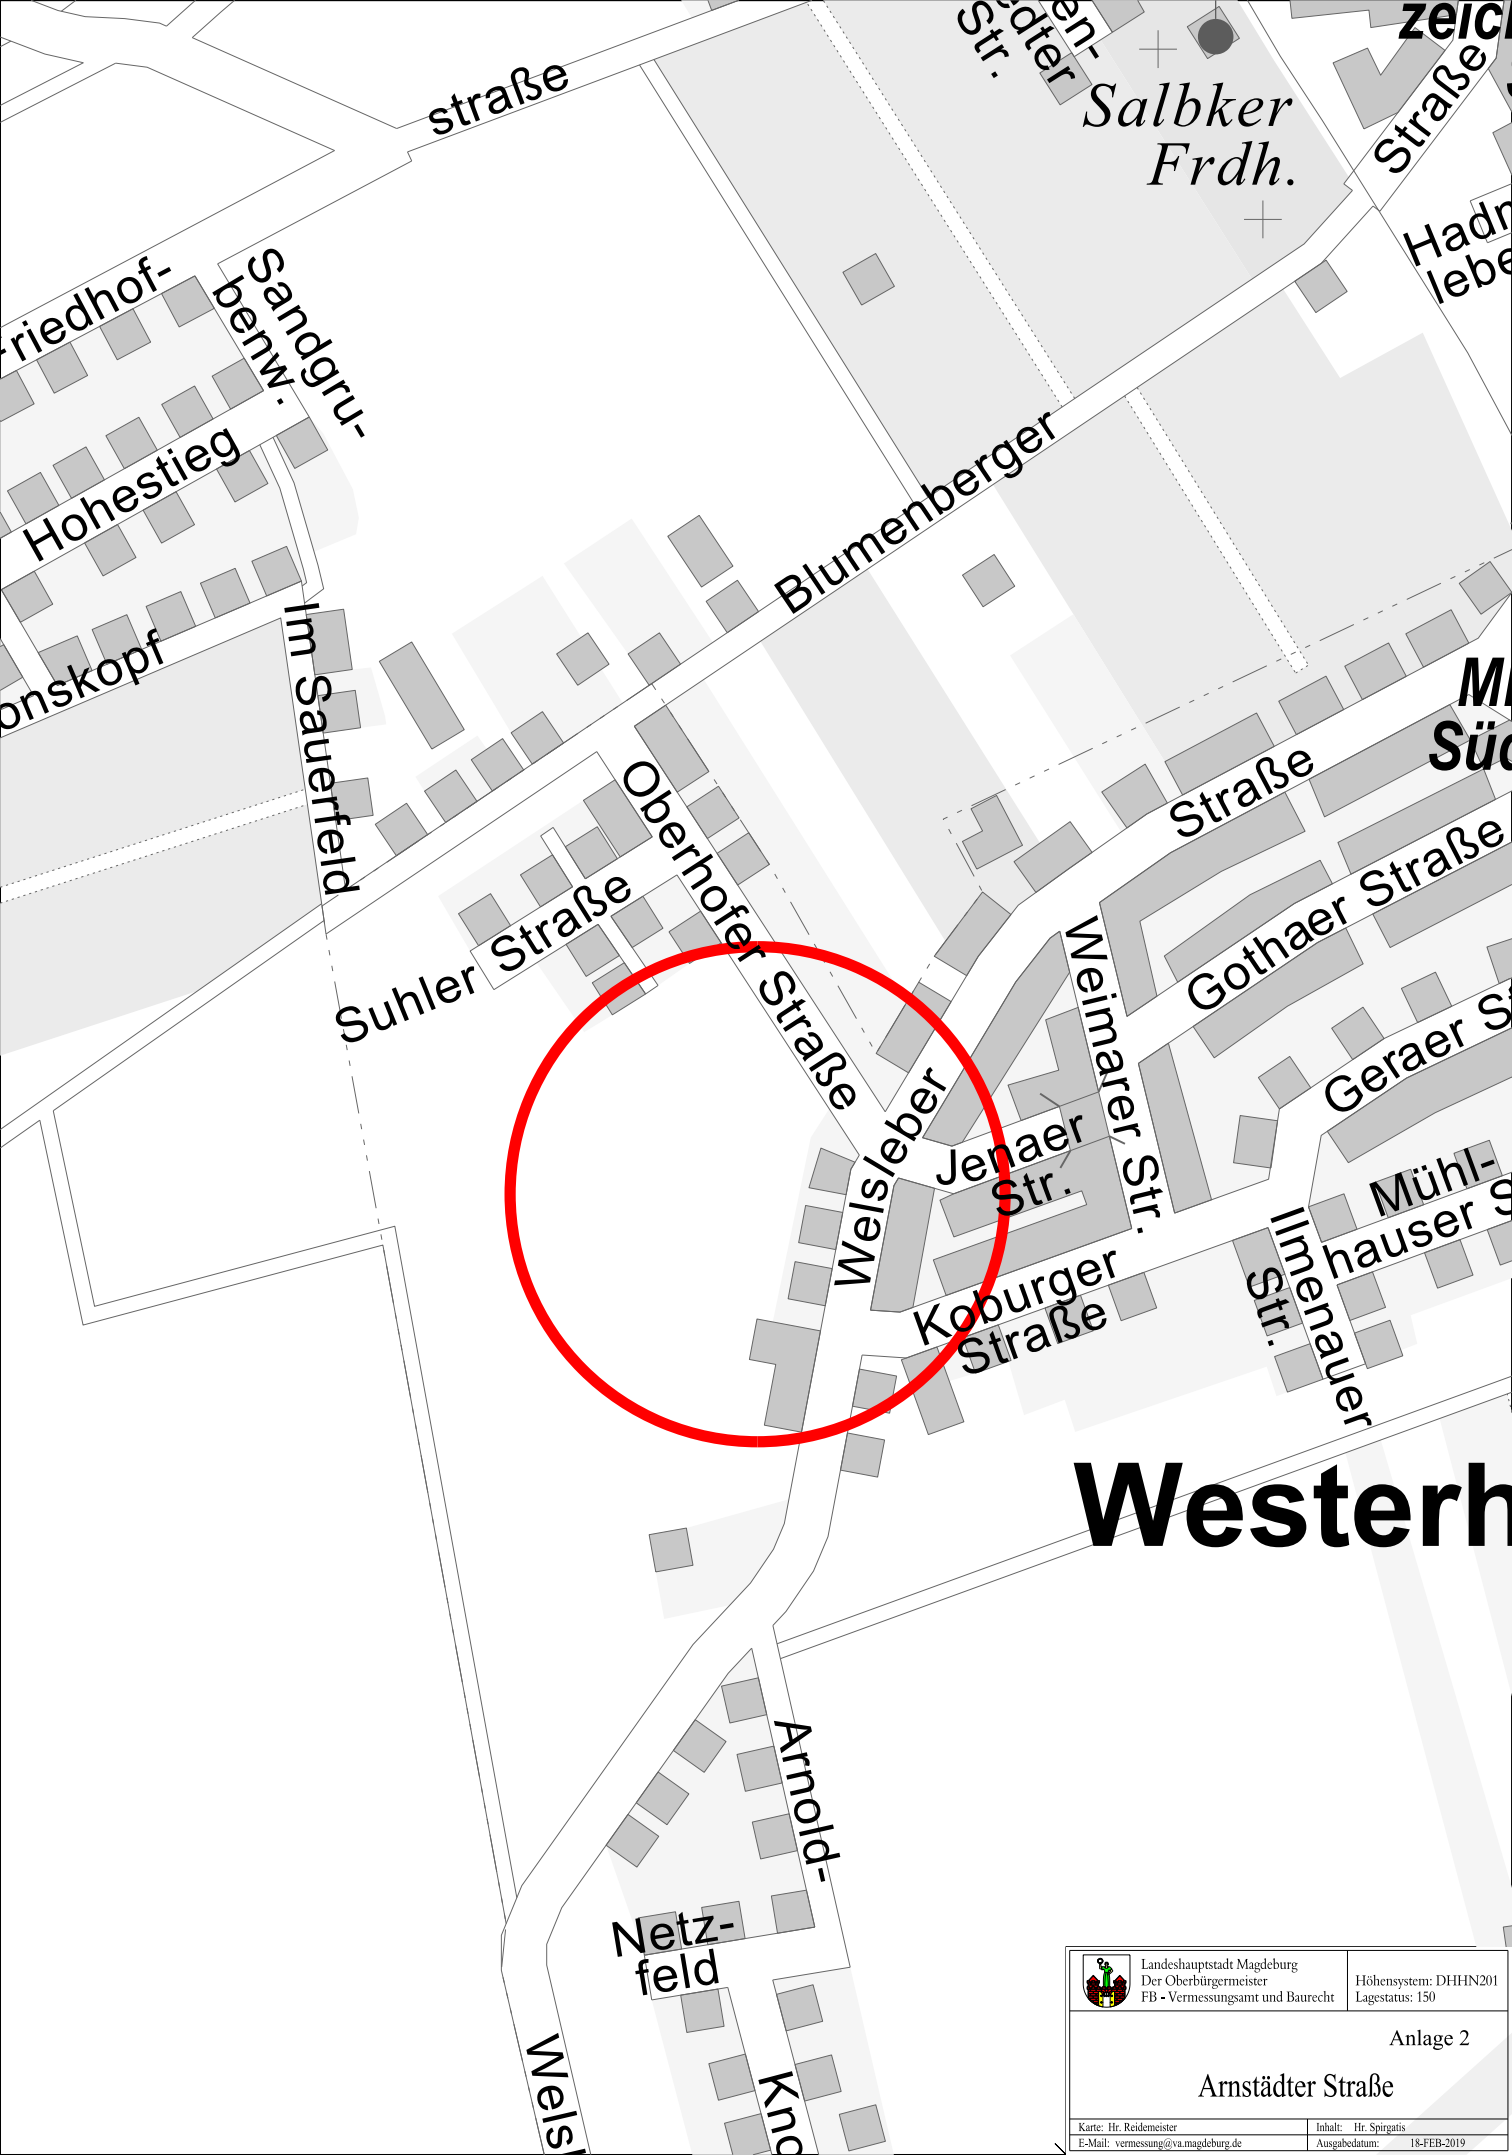 straße
Str.
Salbker
Frdh.
Straße
Sandgru-
benw.
Hohestieg
Blumenberger
Im Sauerfeld
Oberhofer Straße
Suhler Straße
Straße
Gothaer Straße
Weimarer Str.
Geraer
Welsleber
Jenaer
Str.
Koburger
Straße
Mühl-
hauser
Ilmenauer
Str.
Arnold-
Netz-
feld
Landeshauptstadt Magdeburg
Der Oberbürgermeister
FB - Vermessungsamt und Baurecht
Höhensystem: DHHN201
Lagestatus: 150
Anlage 2
Arnstädter Straße
Karte: Hr. Reidemeister
Inhalt: Hr. Spirgatis
E-Mail: vermessung@va.magdeburg.de
Ausgabedatum: 18-FEB-2019